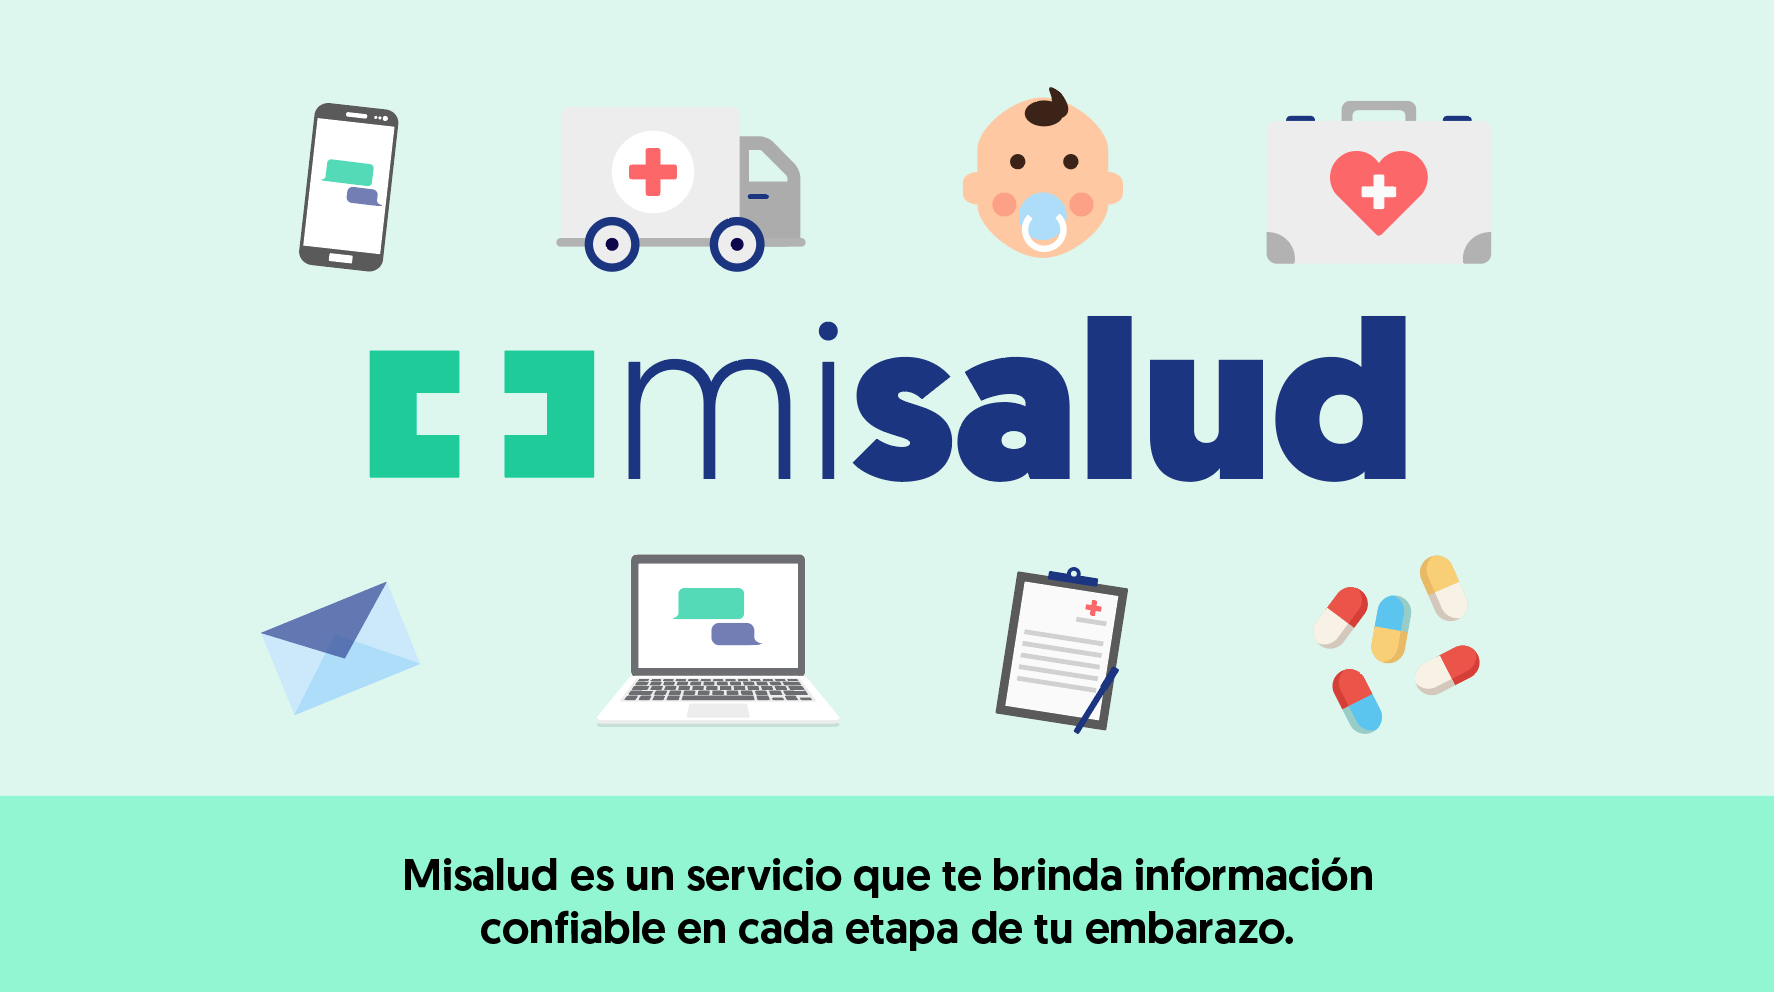 misalud
Misalud es un servicio que te brinda información
confiable en cada etapa de tu embarazo.